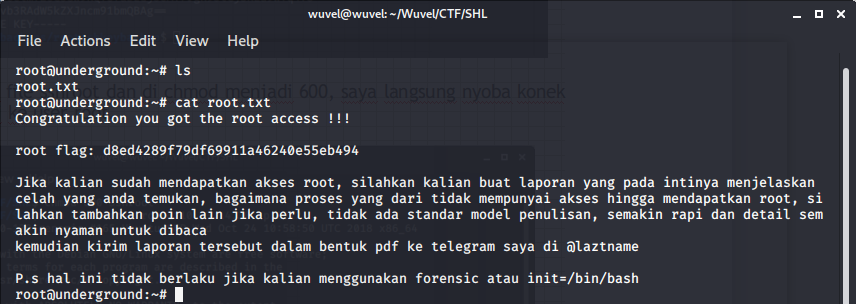 wuvel@wuvel: ~/Wuvel/CTF/SHL
File Actions Edit View Help
root@underground:~# ls
root.txt
root@underground:~# cat root.txt
Congratulation you got the root access !!!
root flag: d8ed4289f79df69911a46240e55eb494
Jika kalian sudah mendapatkan akses root, silahkan kalian buat laporan yang pada intinya menjelaskan
celah yang anda temukan, bagaimana proses yang dari tidak mempunyai akses hingga mendapatkan root, si
lahkan tambahkan poin lain jika perlu, tidak ada standar model penulisan, semakin rapi dan detail sem
akin nyaman untuk dibaca
kemudian kirim laporan tersebut dalam bentuk pdf ke telegram saya di @laztname
P.s hal ini tidak berlaku jika kalian menggunakan forensic atau init=/bin/bash
root@underground:~#
dan di chmod menjadi 600, saya langsung nyoba konek